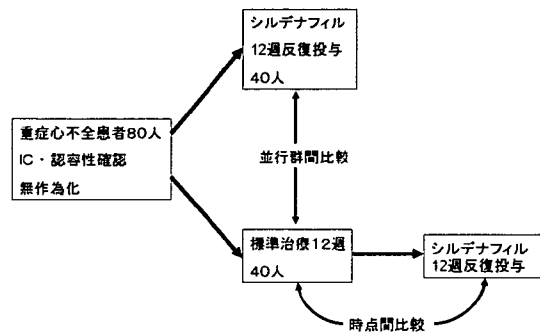 シルデナフィル
12週反復投与
40人
重症心不全患者80人
IC・認容性確認
無作為化
並行群間比較
標準治療12週
40人
シルデナフィル
12週反復投与
時点間比較